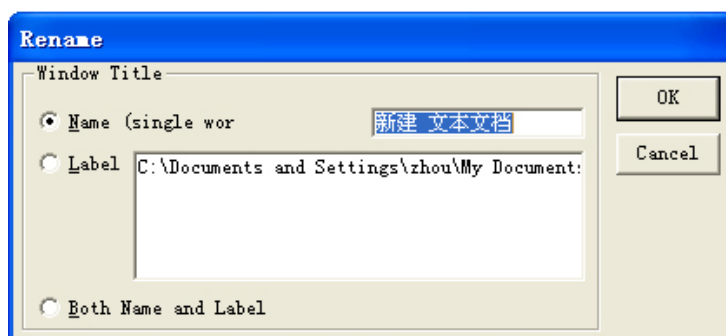 Rename
Window Title
Name (single wor 新建 文本文档
OK
Label C:\Documents and Settings\zhou\My Documents
Cancel
Both Name and Label